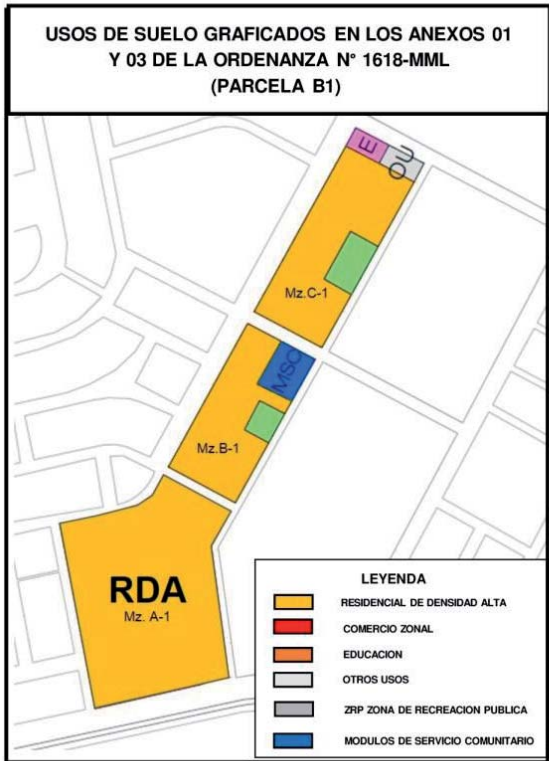 USOS DE SUELO GRAFICADOS EN LOS ANEXOS 01
Y 03 DE LA ORDENANZA N° 1618-MML
(PARCELA B1)
E
OU
Mz.C-1
MSC
Mz.B-1
RDA
Mz. A-1
LEYENDA
RESIDENCIAL DE DENSIDAD ALTA
COMERCIO ZONAL
EDUCACION
OTROS USOS
ZRP ZONA DE RECREACION PUBLICA
MODULOS DE SERVICIO COMUNITARIO